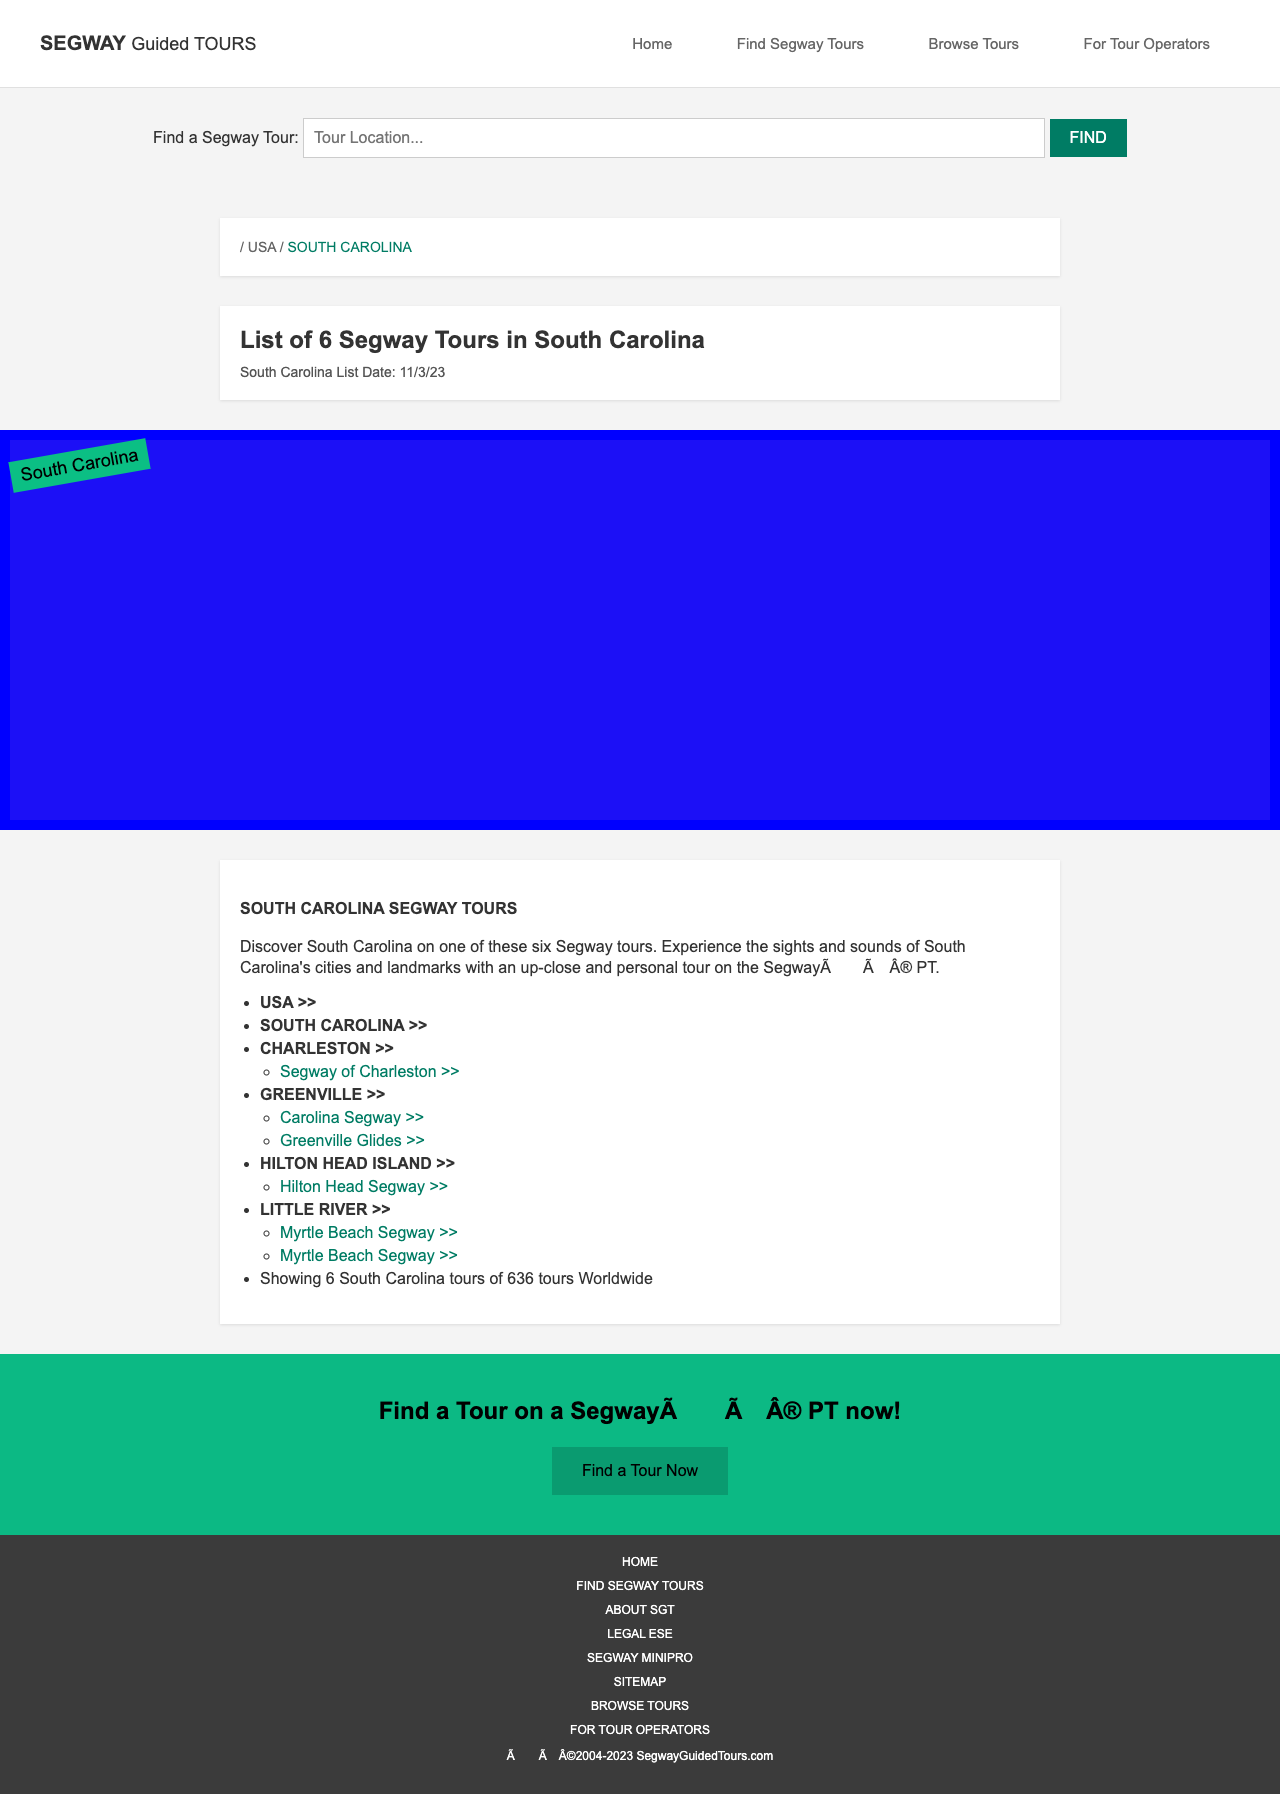 SEGWAY Guided TOURS
Home
Find Segway Tours
Browse Tours
For Tour Operators
Find a Segway Tour: Tour Location... FIND
/ USA / SOUTH CAROLINA
List of 6 Segway Tours in South Carolina
South Carolina List Date: 11/3/23
South Carolina
SOUTH CAROLINA SEGWAY TOURS
Discover South Carolina on one of these six Segway tours. Experience the sights and sounds of South
Carolina's cities and landmarks with an up-close and personal tour on the SegwayÃ Ã Â® PT.
USA >>
SOUTH CAROLINA >>
CHARLESTON >>
Segway of Charleston >>
GREENVILLE >>
Carolina Segway >>
Greenville Glides >>
HILTON HEAD ISLAND >>
Hilton Head Segway >>
LITTLE RIVER >>
Myrtle Beach Segway >>
Myrtle Beach Segway >>
Showing 6 South Carolina tours of 636 tours Worldwide
Find a Tour on a SegwayÃ Ã Â® PT now!
Find a Tour Now
HOME
FIND SEGWAY TOURS
ABOUT SGT
LEGAL ESE
SEGWAY MINIPRO
SITEMAP
BROWSE TOURS
FOR TOUR OPERATORS
Ã Ã Â©2004-2023 SegwayGuidedTours.com